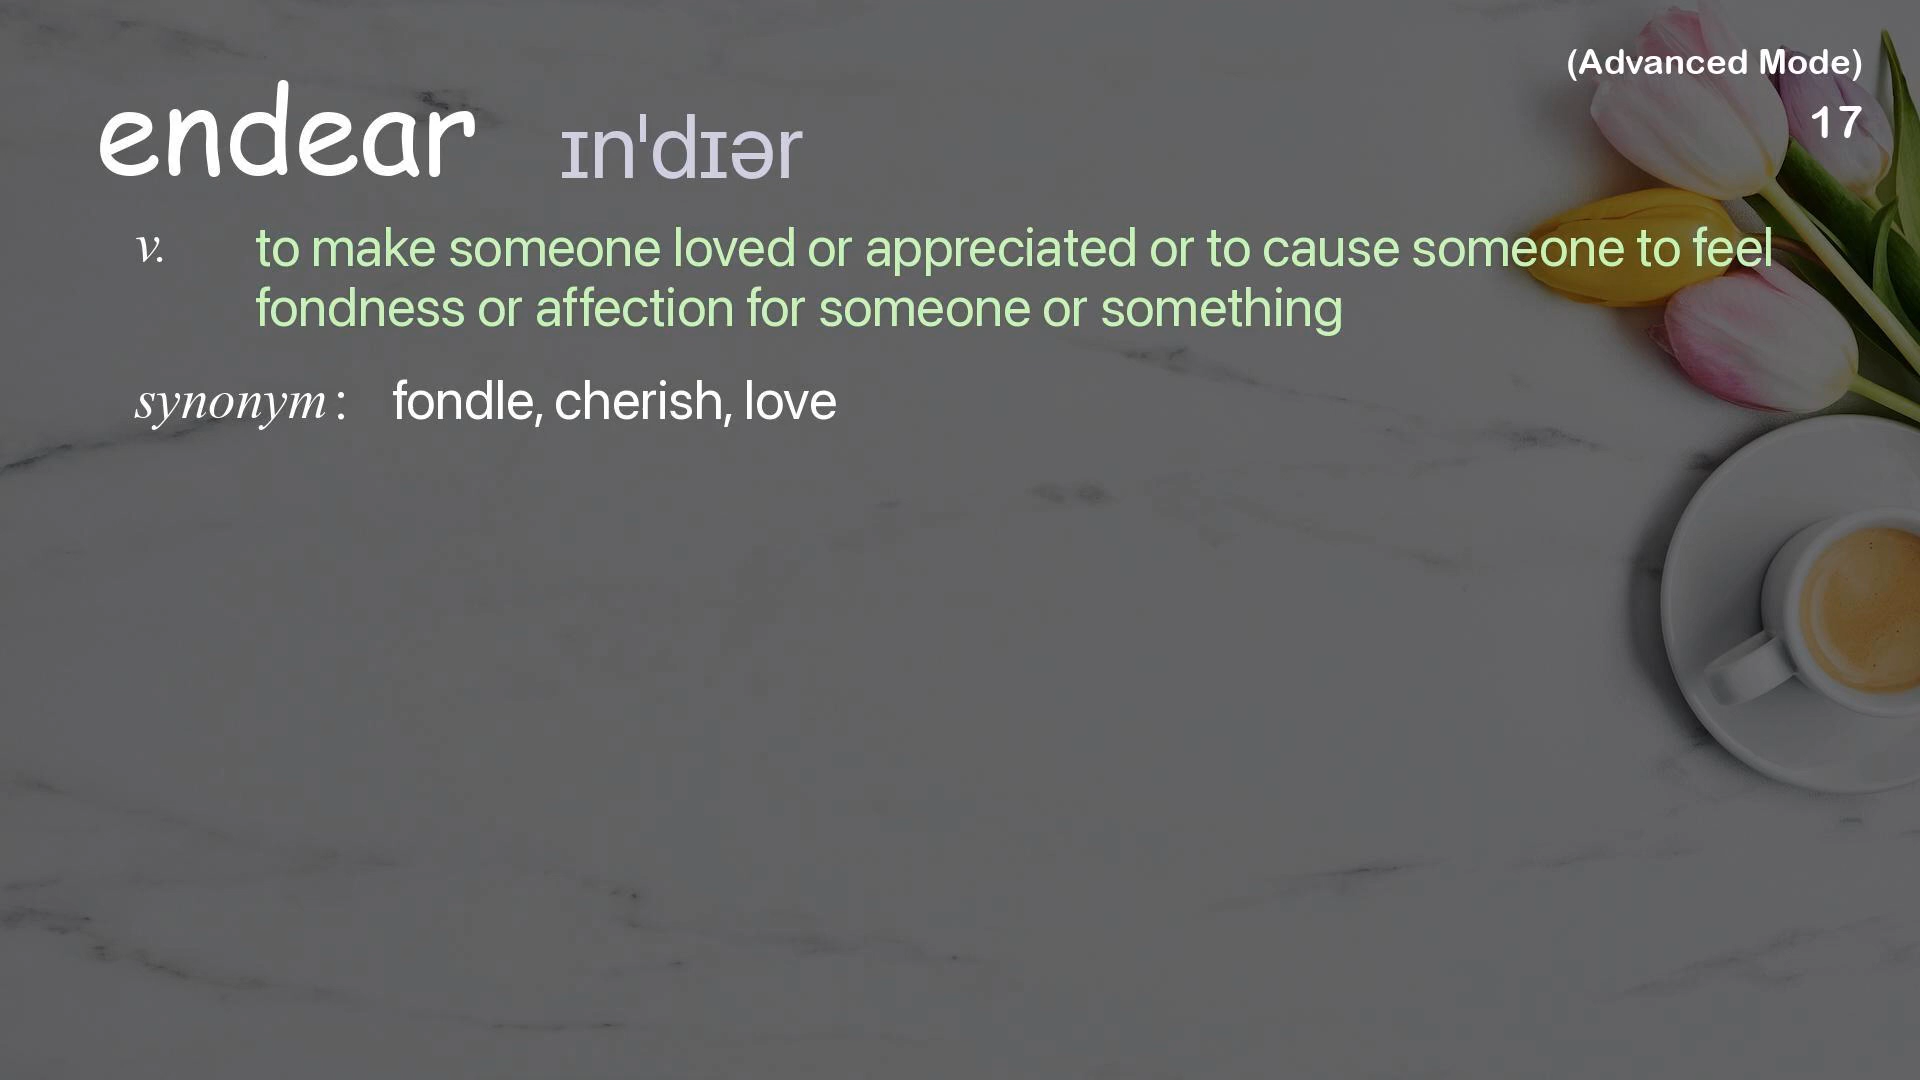 (Advanced Mode)
17
endear ɪnˈdɪər
v. to make someone loved or appreciated or to cause someone to feel
fondness or affection for someone or something
synonym : fondle, cherish, love